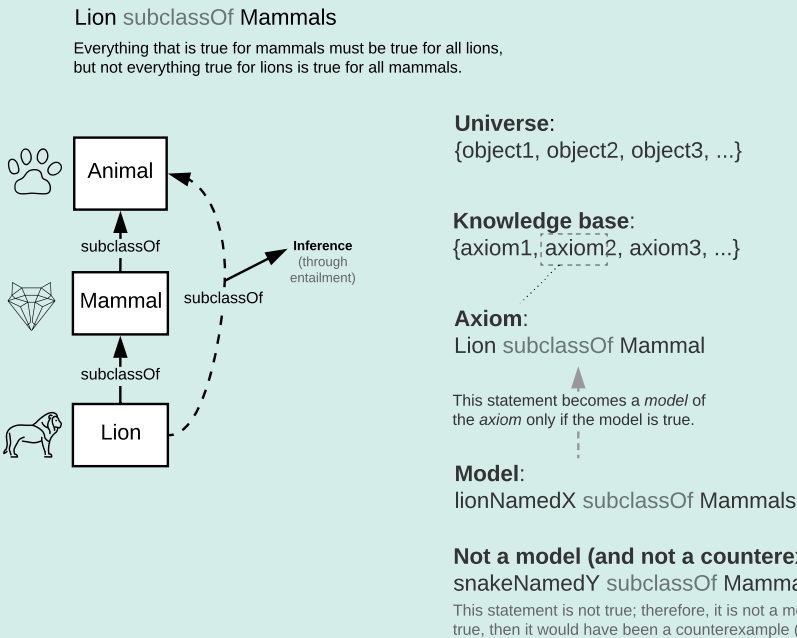 Lion subclassOf Mammals
Everything that is true for mammals must be true for all lions,
but not everything true for lions is true for all mammals.
Animal
subclassOf
Mammal
subclassOf
Lion
subclassOf
Inference
(through
entailment)
Universe:
{object1, object2, object3, ...}
Knowledge base:
{axiom1, axiom2, axiom3, ...}
Axiom:
Lion subclassOf Mammal
This statement becomes a model of
the axiom only if the model is true.
Model:
lionNamedX subclassOf Mammals
Not a model (and not a
snakeNamedY subclassOf
This statement is not true; therefore, it is not a
true, then it would have been a counterexample (